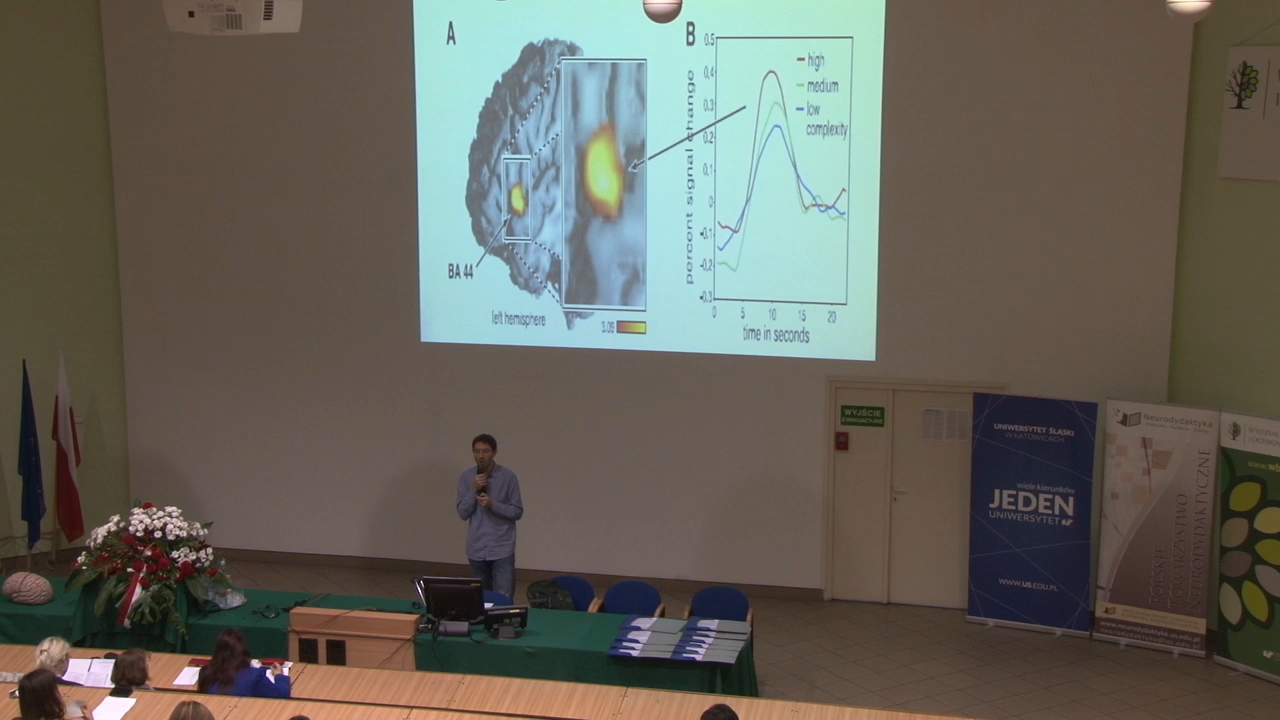 A
B
0.5
0.4
0.3
0.2
0.1
0
-0.1
-0.2
-0.3
percent signal change
high
medium
low
complexity
BA 44
left hemisphere
3.09
0
5
10
15
20
time in seconds
WYJŚCIE
EWAKUACYJNE
UNIWERSYTET ŚLĄSKI
W KATOWICACH
wiele kierunków
JEDEN
UNIWERSYTET
WWW.US.EDU.PL
Neurodydaktyka
POLSKIE
TOWARZYSTWO
NEURODYDAKTYCZNE
www.neurodydaktyka.us.edu.pl